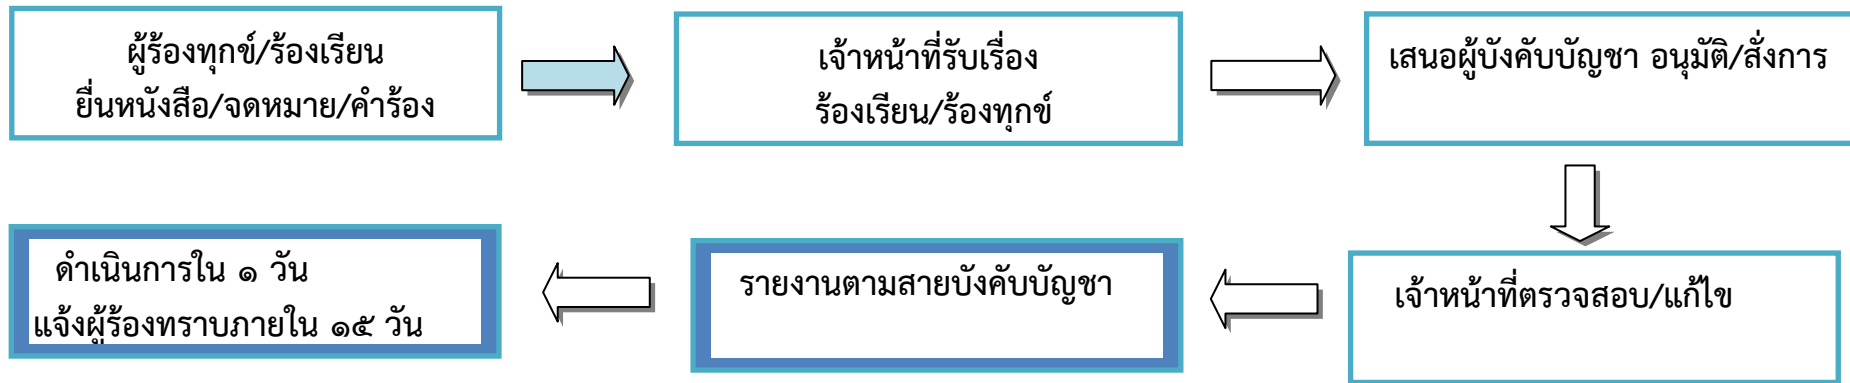 ผู้ร้องทุกข์/ร้องเรียน
ยื่นหนังสือ/จดหมาย/คำร้อง
เจ้าหน้าที่รับเรื่อง
ร้องเรียน/ร้องทุกข์
เสนอผู้บังคับบัญชา อนุมัติ/สั่งการ
เจ้าหน้าที่ตรวจสอบ/แก้ไข
รายงานตามสายบังคับบัญชา
ดำเนินการใน ๑ วัน
แจ้งผู้ร้องทราบภายใน ๑๕ วัน